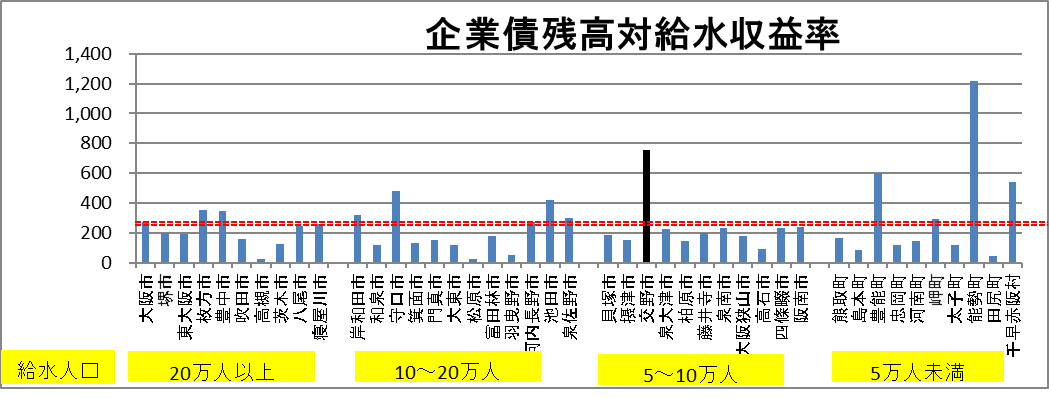 企業債残高対給水収益率
1,400
1,200
1,000
800
600
400
200
0
大阪市
堺市
東大阪市
枚方市
豊中市
吹田市
高槻市
茨木市
八尾市
寝屋川市
岸和田市
和泉市
守口市
箕面市
門真市
大東市
松原市
富田林市
羽曳野市
河内長野市
池田市
泉佐野市
貝塚市
摂津市
交野市
泉大津市
柏原市
藤井寺市
泉南市
大阪狭山市
高石市
四條畷市
阪南市
熊取町
島本町
豊能町
忠岡町
河南町
岬町
太子町
能勢町
田尻町
千早赤阪村
給水人口
20万人以上
10～20万人
5～10万人
5万人未満